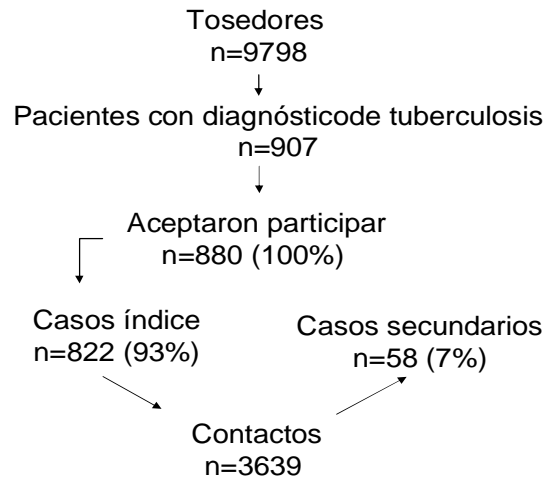 Tosedores
n=9798
Pacientes con diagnósticode tuberculosis
n=907
Aceptaron participar
n=880 (100%)
Casos índice
n=822 (93%)
Casos secundarios
n=58 (7%)
Contactos
n=3639